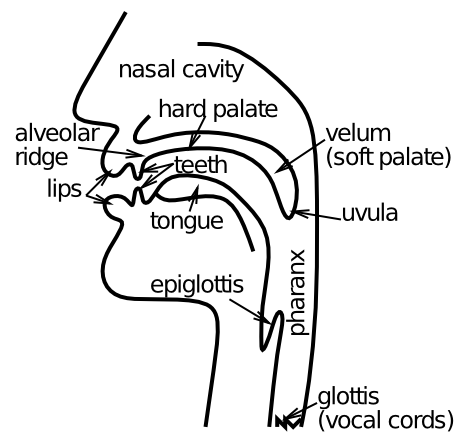 nasal cavity
hard palate
alveolar
ridge
velum
(soft palate)
teeth
lips
uvula
tongue
pharanx
epiglottis
glottis
(vocal cords)